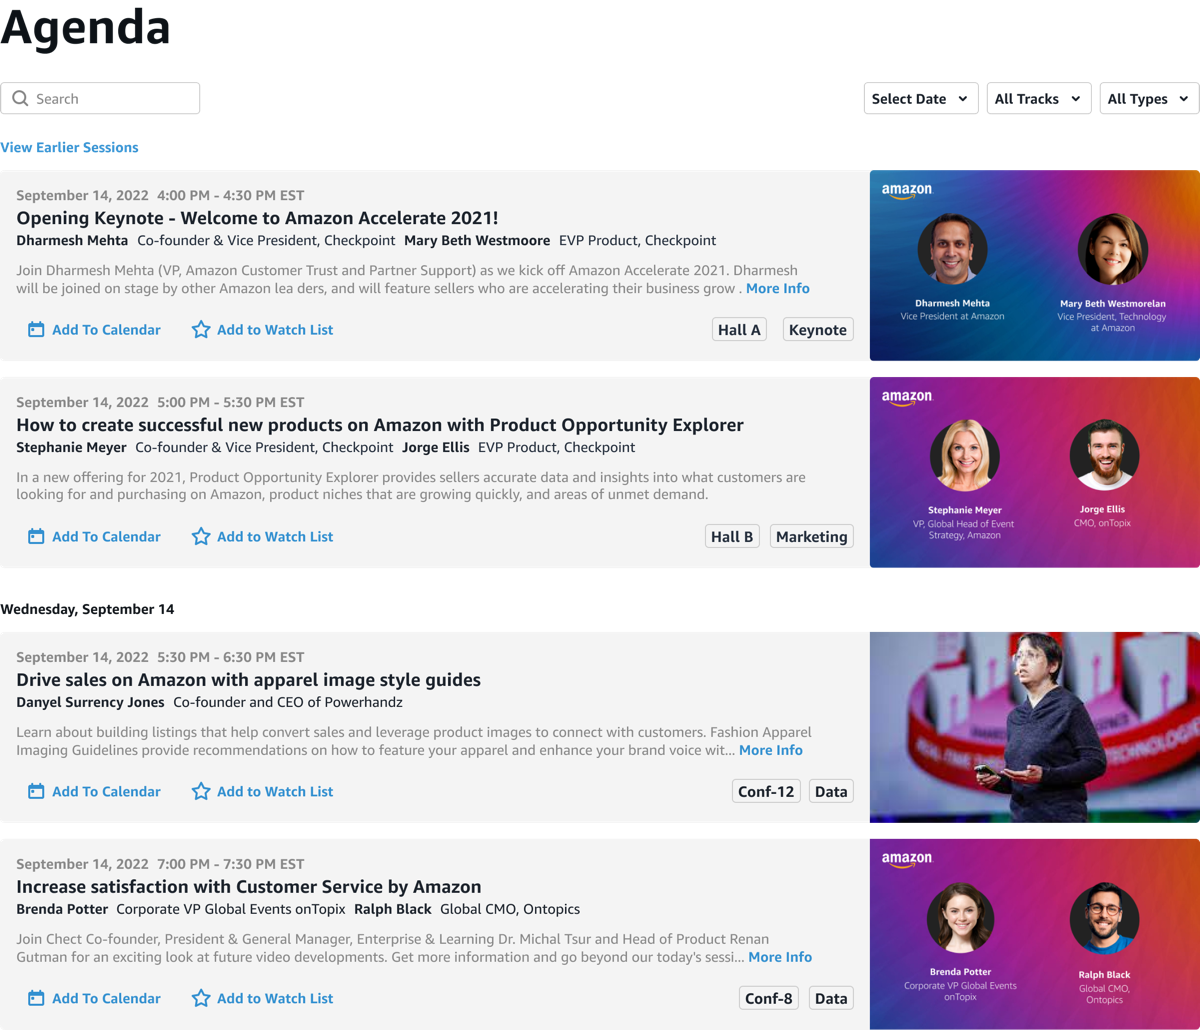 Agenda
Search
Select Date
All Tracks
All Types
View Earlier Sessions
September 14, 2022 4:00 PM - 4:30 PM EST
Opening Keynote - Welcome to Amazon Accelerate 2021!
Dharmesh Mehta Co-founder & Vice President, Checkpoint Mary Beth Westmoore EVP Product, Checkpoint
Join Dharmesh Mehta (VP, Amazon Customer Trust and Partner Support) as we kick off Amazon Accelerate 2021. Dharmesh
will be joined on stage by other Amazon lea ders, and will feature sellers who are accelerating their business grow . More Info
Add To Calendar
Add to Watch List
Hall A
Keynote
amazon
Dharmesh Mehta
Vice President at Amazon
Mary Beth Westmorelan
Vice President, Technology
at Amazon
September 14, 2022 5:00 PM - 5:30 PM EST
How to create successful new products on Amazon with Product Opportunity Explorer
Stephanie Meyer Co-founder & Vice President, Checkpoint Jorge Ellis EVP Product, Checkpoint
In a new offering for 2021, Product Opportunity Explorer provides sellers accurate data and insights into what customers are
looking for and purchasing on Amazon, product niches that are growing quickly, and areas of unmet demand.
Add To Calendar
Add to Watch List
Hall B
Marketing
amazon
Stephanie Meyer
VP, Global Head of Event
Strategy, Amazon
Jorge Ellis
CMO, onTopix
Wednesday, September 14
September 14, 2022 5:30 PM - 6:30 PM EST
Drive sales on Amazon with apparel image style guides
Danyel Surrency Jones Co-founder and CEO of Powerhandz
Learn about building listings that help convert sales and leverage product images to connect with customers. Fashion Apparel
Imaging Guidelines provide recommendations on how to feature your apparel and enhance your brand voice wit... More Info
Add To Calendar
Add to Watch List
Conf-12
Data
TECHNOLOGIE
September 14, 2022 7:00 PM - 7:30 PM EST
Increase satisfaction with Customer Service by Amazon
Brenda Potter Corporate VP Global Events onTopix Ralph Black Global CMO, Ontopics
Join Chect Co-founder, President & General Manager, Enterprise & Learning Dr. Michal Tsur and Head of Product Renan
Gutman for an exciting look at future video developments. Get more information and go beyond our today's sessi... More Info
Add To Calendar
Add to Watch List
Conf-8
Data
amazon
Brenda Potter
Corporate VP Global Events
onTopix
Ralph Black
Global CMO,
Ontopics